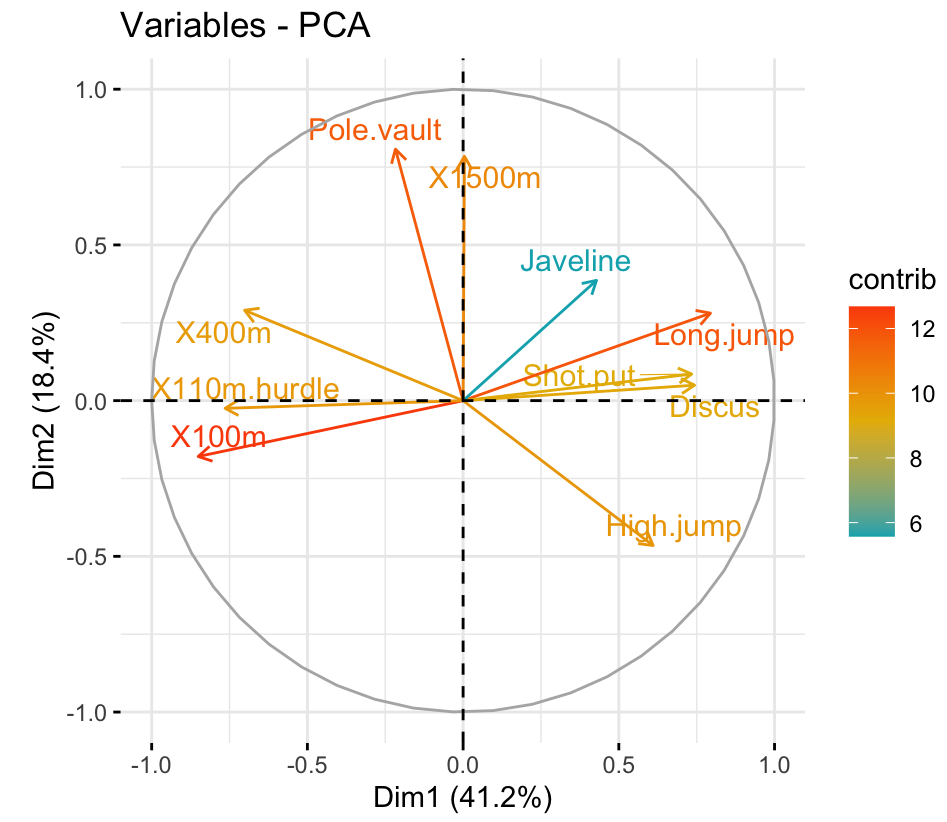 Variables - PCA
1.0
0.5
0.0
-0.5
-1.0
Dim2 (18.4%)
Pole.vault
X1500m
Javeline
X400m
Long.jump
Shot.put
X110m.hurdle
Discus
X100m
High.jump
-1.0
-0.5
0.0
0.5
1.0
Dim1 (41.2%)
contrib
12
10
8
6